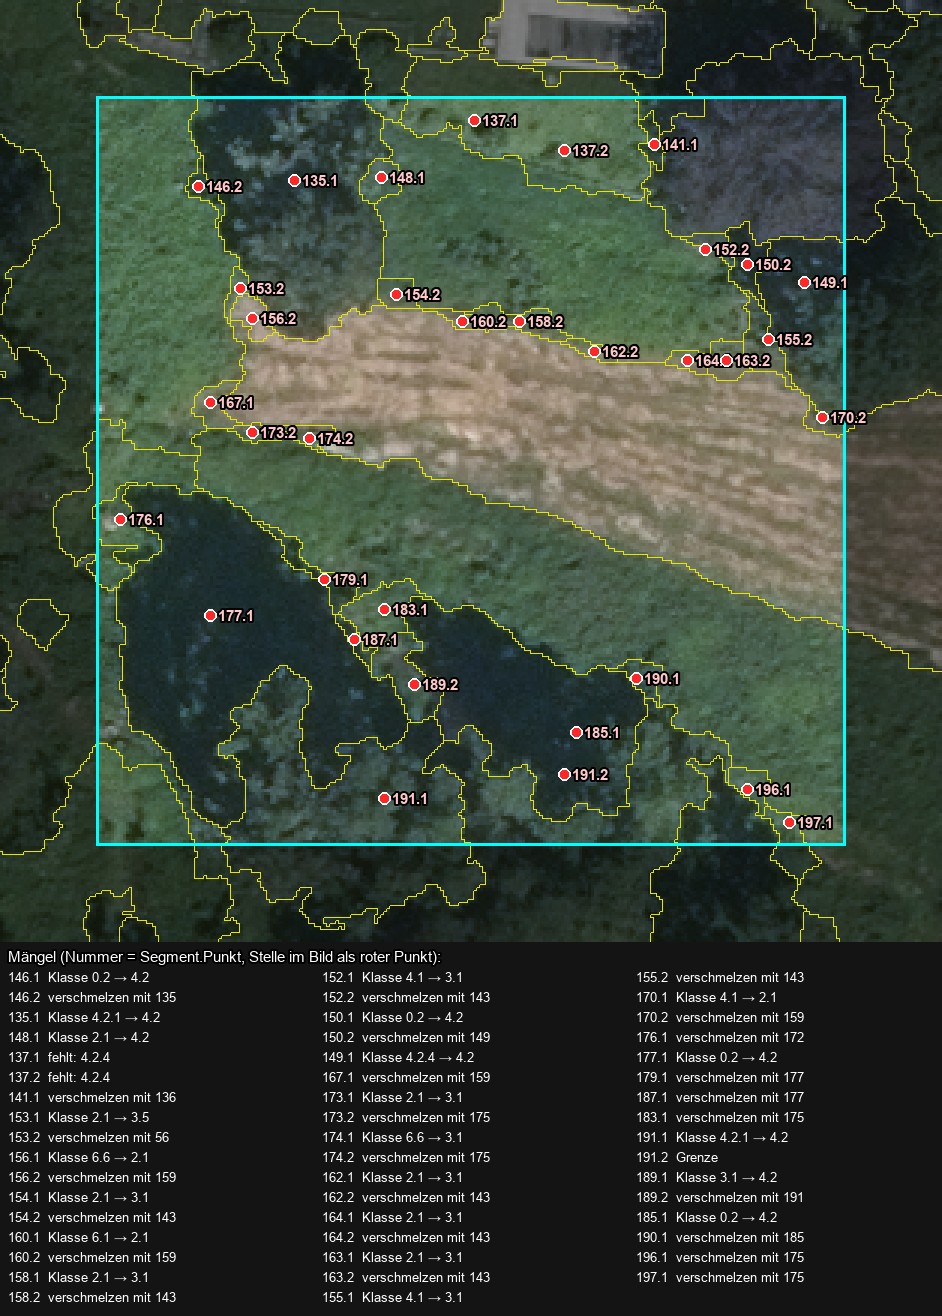 137.1
137.2
141.1
148.1
135.1
146.2
152.2
150.2
149.1
153.2
154.2
156.2
160.2
158.2
155.2
162.2
164
163.2
167.1
170.2
173.2
174.2
176.1
179.1
183.1
177.1
187.1
190.1
189.2
185.1
191.2
196.1
191.1
197.1
Mängel (Nummer = Segment.Punkt, Stelle im Bild als roter Punkt):
146.1 Klasse 0.2 → 4.2
146.2 verschmelzen mit 135
135.1 Klasse 4.2.1 → 4.2
148.1 Klasse 2.1 → 4.2
137.1 fehlt: 4.2.4
137.2 fehlt: 4.2.4
141.1 verschmelzen mit 136
153.1 Klasse 2.1 → 3.5
153.2 verschmelzen mit 56
156.1 Klasse 6.6 → 2.1
156.2 verschmelzen mit 159
154.1 Klasse 2.1 → 3.1
154.2 verschmelzen mit 143
160.1 Klasse 6.1 → 2.1
160.2 verschmelzen mit 159
158.1 Klasse 2.1 → 3.1
158.2 verschmelzen mit 143
152.1 Klasse 4.1 → 3.1
152.2 verschmelzen mit 143
150.1 Klasse 0.2 → 4.2
150.2 verschmelzen mit 149
149.1 Klasse 4.2.4 → 4.2
167.1 verschmelzen mit 159
173.1 Klasse 2.1 → 3.1
173.2 verschmelzen mit 175
174.1 Klasse 6.6 → 3.1
174.2 verschmelzen mit 175
162.1 Klasse 2.1 → 3.1
162.2 verschmelzen mit 143
164.1 Klasse 2.1 → 3.1
164.2 verschmelzen mit 143
163.1 Klasse 2.1 → 3.1
163.2 verschmelzen mit 143
155.1 Klasse 4.1 → 3.1
155.2 verschmelzen mit 143
170.1 Klasse 4.1 → 2.1
170.2 verschmelzen mit 159
176.1 verschmelzen mit 172
177.1 Klasse 0.2 → 4.2
179.1 verschmelzen mit 177
187.1 verschmelzen mit 177
183.1 verschmelzen mit 175
191.1 Klasse 4.2.1 → 4.2
191.2 Grenze
189.1 Klasse 3.1 → 4.2
189.2 verschmelzen mit 191
185.1 Klasse 0.2 → 4.2
190.1 verschmelzen mit 185
196.1 verschmelzen mit 175
197.1 verschmelzen mit 175